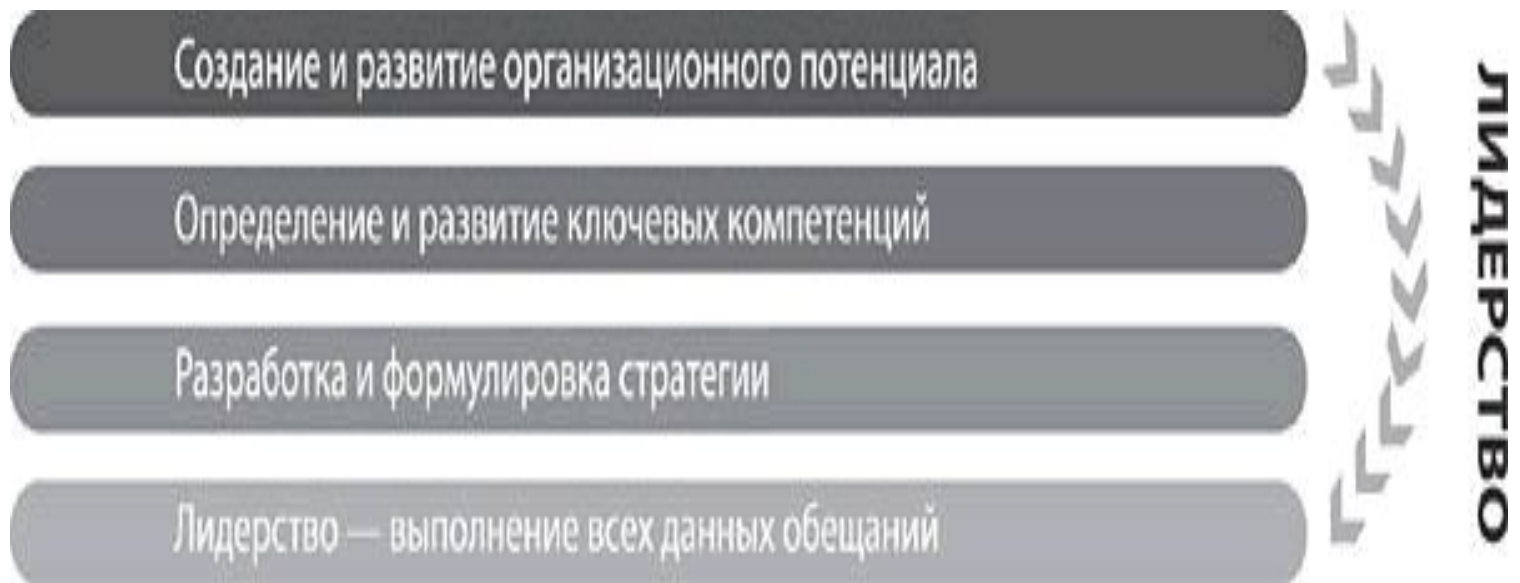 Создание и развитие организационного потенциала
Определение и развитие ключевых компетенций
Разработка и формулировка стратегии
Лидерство — выполнение всех данных обещаний
ЛИДЕРСТВО